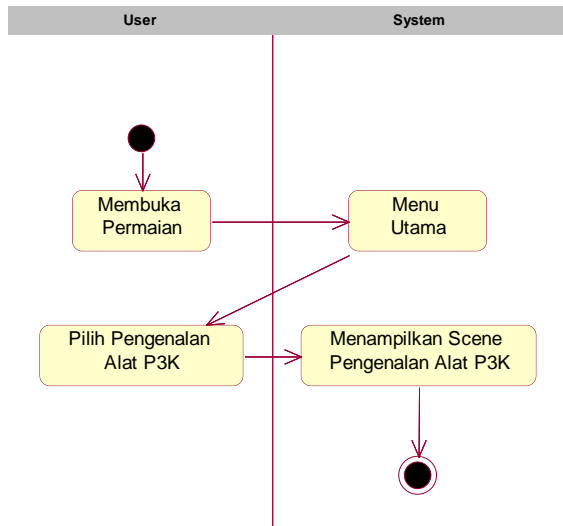 User
System
Membuka
Permaian
Menu
Utama
Pilih Pengenalan
Alat P3K
Menampilkan Scene
Pengenalan Alat P3K